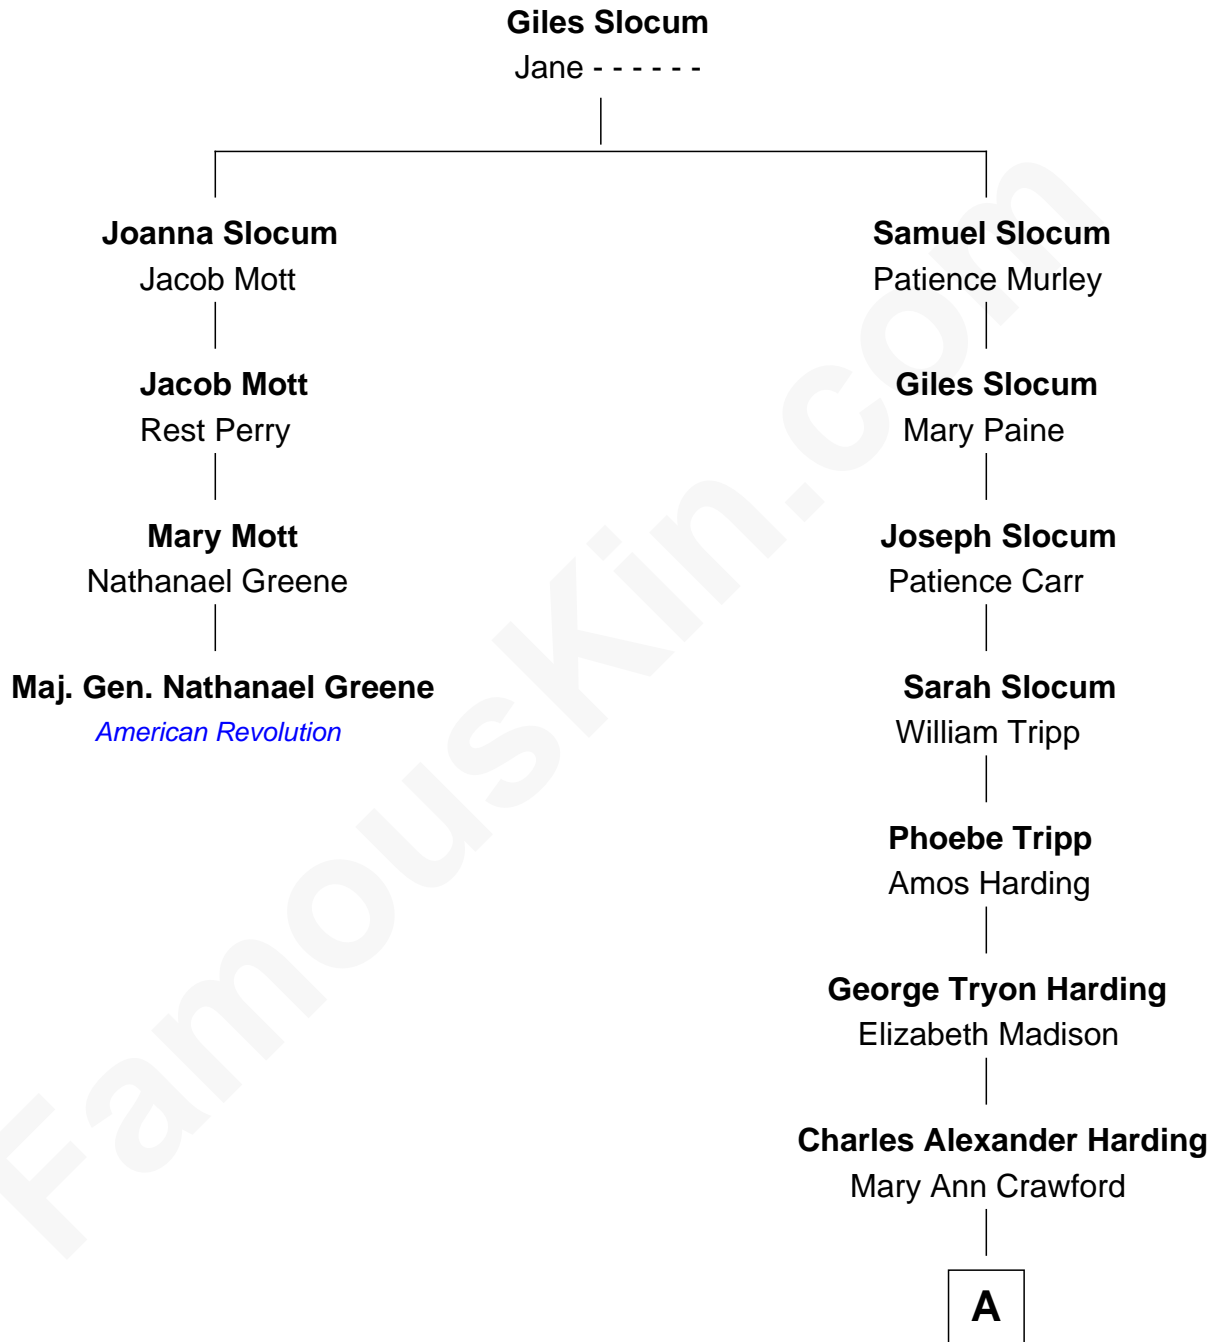 Giles Slocum
Jane - - - - - -
Joanna Slocum
Jacob Mott
Samuel Slocum
Patience Murley
Jacob Mott
Rest Perry
Giles Slocum
Mary Paine
Mary Mott
Nathanael Greene
Joseph Slocum
Patience Carr
Maj. Gen. Nathanael Greene
American Revolution
Sarah Slocum
William Tripp
Phoebe Tripp
Amos Harding
George Tryon Harding
Elizabeth Madison
Charles Alexander Harding
Mary Ann Crawford
A
FamousKin.com